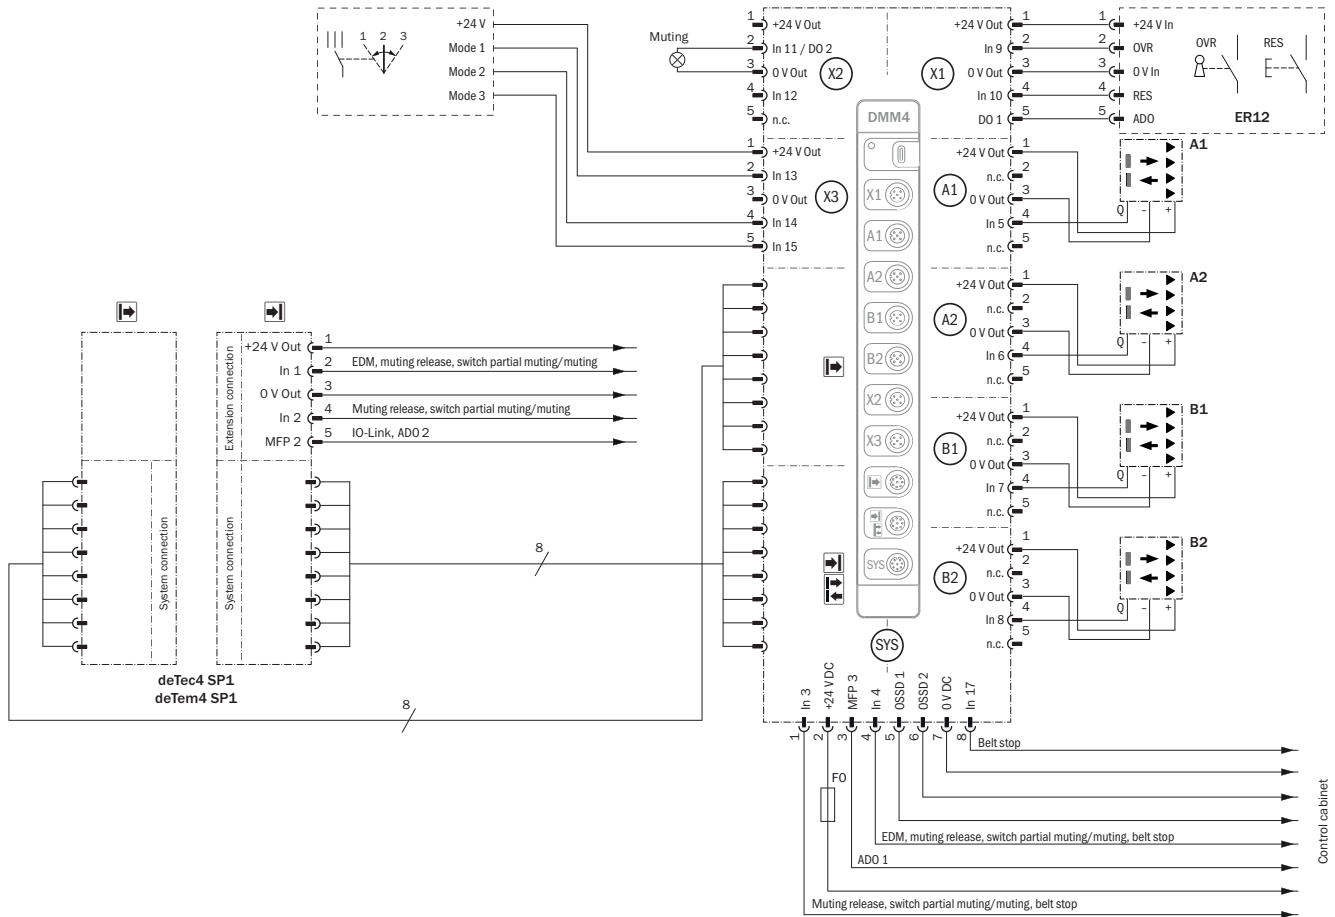 +24 V
Mode 1
Mode 2
Mode 3
1 2 3
Muting
1 +24 V Out
2 In 11 / DO 2
3 0 V Out
4 In 12
5 n.c.
X2
+24 V Out 1
In 9 2
0 V Out 3
In 10 4
DO 1 5
X1
1 +24 V In
2 OVR
3 0 V In
4 RES
5 ADO
OVR RES
ER12
1 +24 V Out
2 In 13
3 0 V Out
4 In 14
5 In 15
X3
DMM4
X1
A1
A2
B1
B2
X2
X3
SYS
+24 V Out 1
n.c. 2
0 V Out 3
In 5 4
n.c. 5
A1
A1
Q – +
+24 V Out 1
n.c. 2
0 V Out 3
In 6 4
n.c. 5
A2
A2
Q – +
+24 V Out 1
n.c. 2
0 V Out 3
In 7 4
n.c. 5
B1
B1
Q – +
+24 V Out 1
n.c. 2
0 V Out 3
In 8 4
n.c. 5
B2
B2
Q – +
Extension connection
+24 V Out 1
In 1 2 EDM, muting release, switch partial muting/muting
0 V Out 3
In 2 4 Muting release, switch partial muting/muting
MFP 2 5 IO-Link, ADO 2
System connection
System connection
8
deTec4 SP1
deTem4 SP1
8
SYS
In 3
+24 V DC
MFP 3
In 4
OSSD 1
OSSD 2
0 V DC
In 17
1 2 3 4 5 6 7 8
Belt stop
F0
EDM, muting release, switch partial muting/muting, belt stop
ADO 1
Muting release, switch partial muting/muting, belt stop
Control cabinet